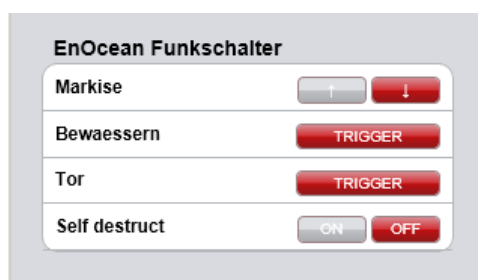 EnOcean Funkschalter
Markise ↑ ↓
Bewaessern TRIGGER
Tor TRIGGER
Self destruct ON OFF